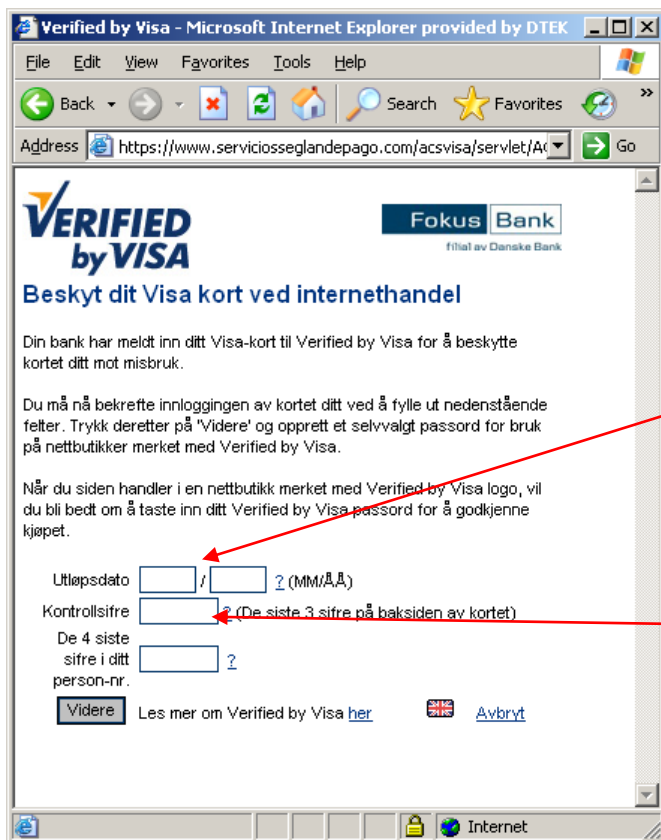 Verified by Visa - Microsoft Internet Explorer provided by DTEK
File Edit View Favorites Tools Help
Back Search Favorites »
Address https://www.serviciosseglandepago.com/acsvisa/servlet/A Go
VERIFIED
by VISA
Fokus Bank
filial av Danske Bank
Beskyt dit Visa kort ved internethandel
Din bank har meldt inn ditt Visa-kort til Verified by Visa for å beskytte
kortet ditt mot misbruk.
Du må nå bekrefte innloggingen av kortet ditt ved å fylle ut nedenstående
felter. Trykk deretter på 'Videre' og opprett et selvvalgt passord for bruk
på nettbutikker merket med Verified by Visa.
Når du siden handler i en nettbutikk merket med Verified by Visa logo, vil
du bli bedt om å taste inn ditt Verified by Visa passord for å godkjenne
kjøpet.
Utløpsdato / ? (MM/ÅÅ)
Kontrollsifre ? (De siste 3 sifre på baksiden av kortet)
De 4 siste
sifre i ditt ?
person-nr.
Videre Les mer om Verified by Visa her Avbryt
Internet